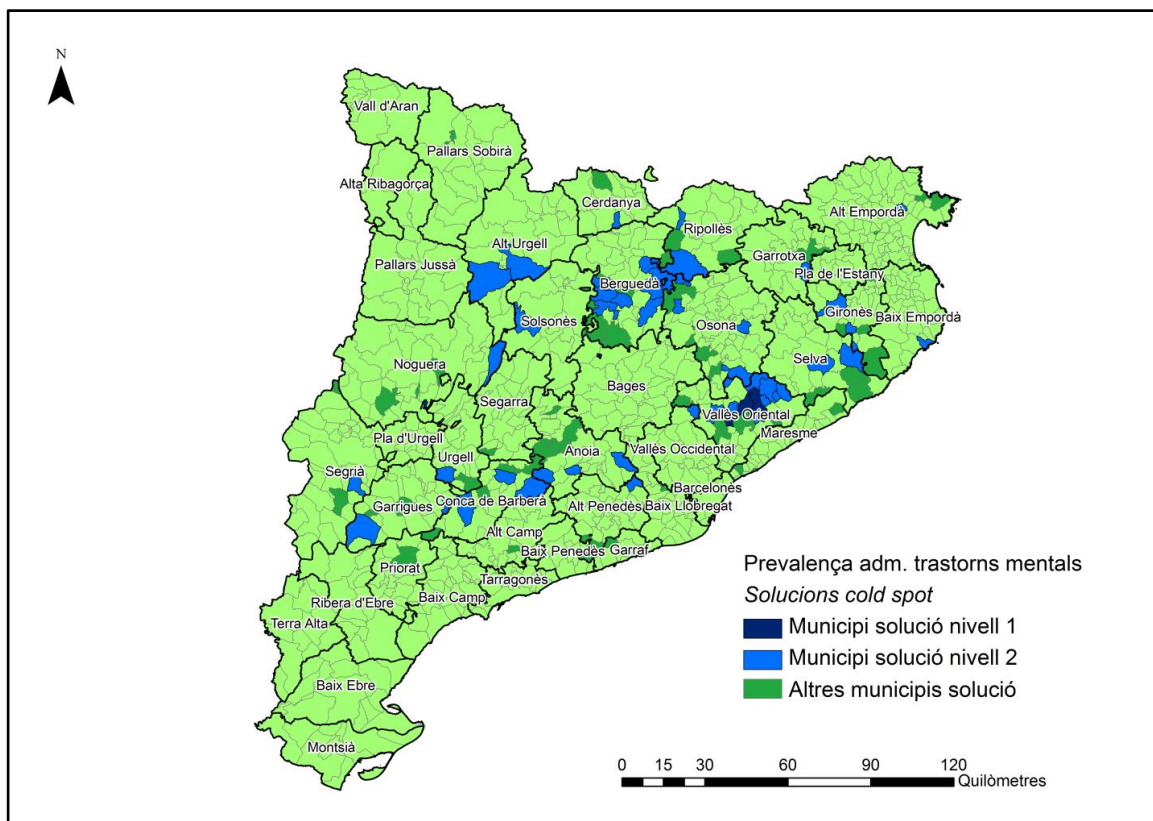 N
Vall d'Aran
Pallars Sobirà
Alta Ribagorça
Cerdanya
Alt Empordà
Ripollès
Alt Urgell
Garrotxa
Pallars Jussà
Pla de l'Estany
Berguedà
Gironès
Baix Empordà
Solsonès
Osona
Selva
Noguera
Bages
Segarra
Vallès Oriental
Maresme
Pla d'Urgell
Anoia
Vallès Occidental
Urgell
Segrià
Barcelonès
Garrigues
Conca de Barberà
Alt Penedès
Baix Llobregat
Alt Camp
Baix Penedès
Garraf
Priorat
Tarragonès
Baix Camp
Ribera d'Ebre
Terra Alta
Baix Ebre
Montsià
Prevalença adm. trastorns mentals
Solucions cold spot
Municipi solució nivell 1
Municipi solució nivell 2
Altres municipis solució
0 15 30 60 90 120
Quilòmetres